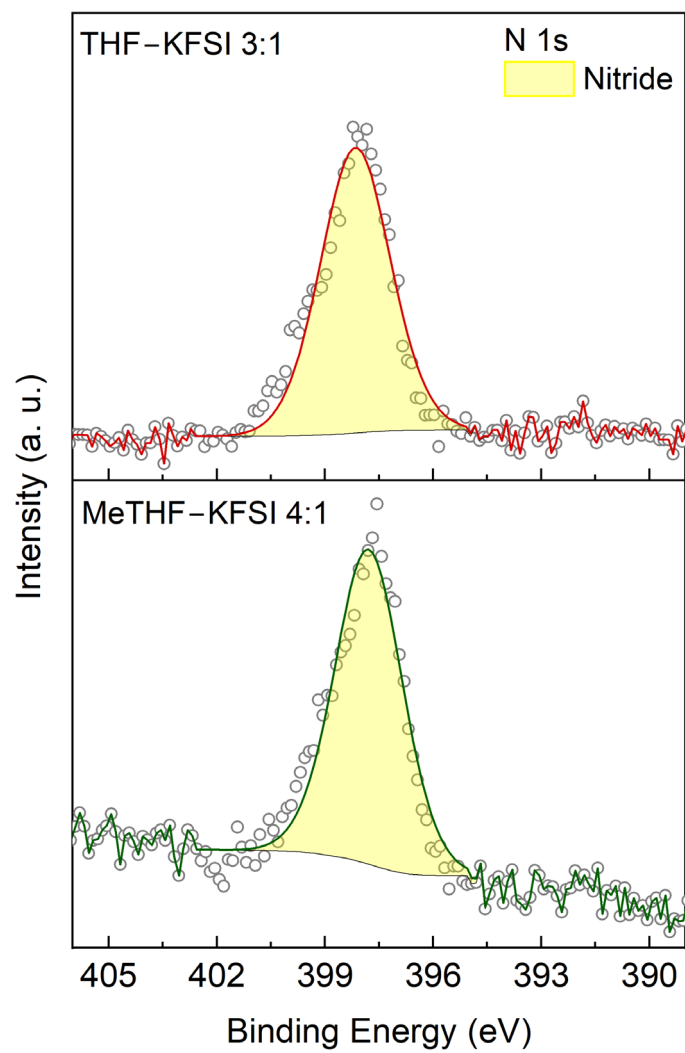 THF−KFSI 3:1
N 1s
Nitride
MeTHF−KFSI 4:1
Intensity (a. u.)
405 402 399 396 393 390
Binding Energy (eV)